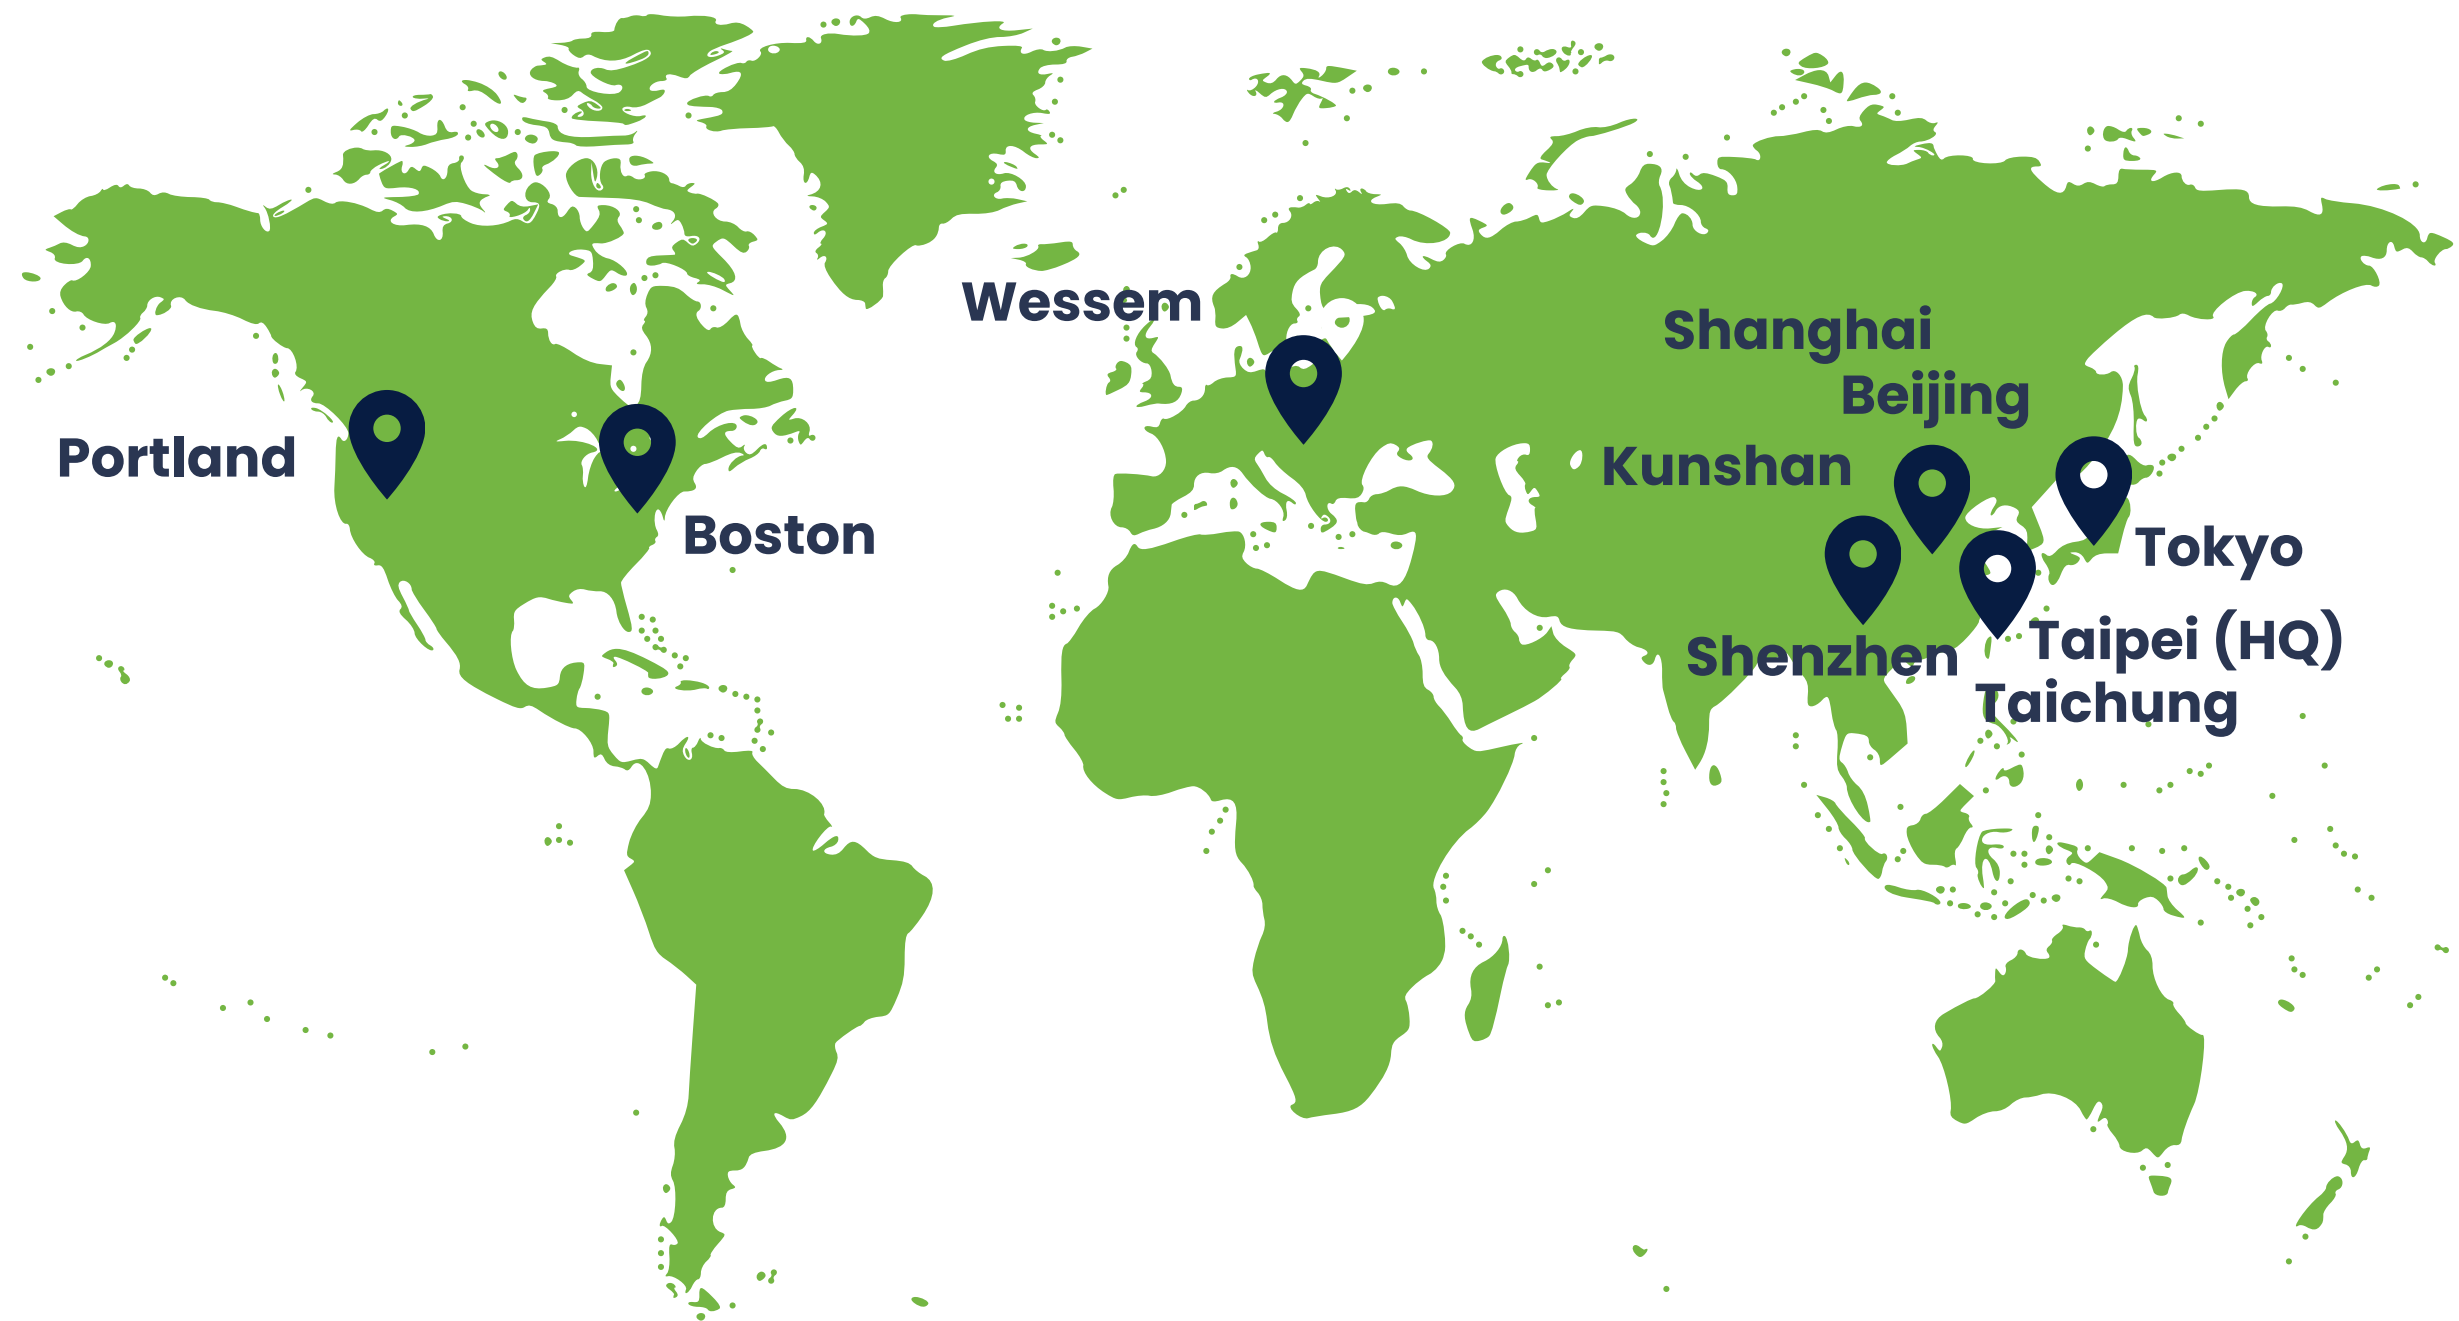 Wessem
Shanghai
Beijing
Portland
Kunshan
Boston
Tokyo
Shenzhen
Taipei (HQ)
Taichung